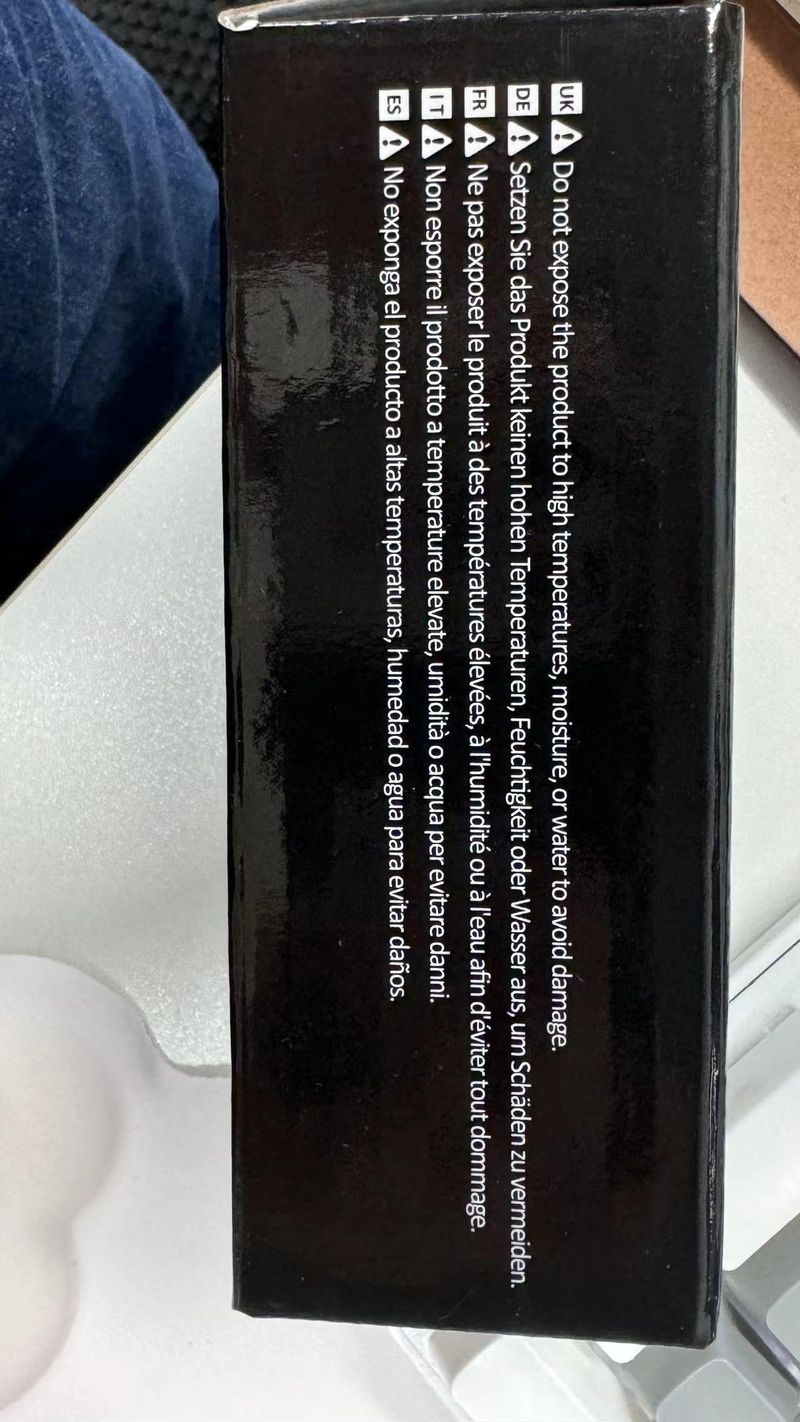 UK Do not expose the product to high temperatures, moisture, or water to avoid damage.
DE Setzen Sie das Produkt keinen hohen Temperaturen, Feuchtigkeit oder Wasser aus, um Schäden zu vermeiden.
FR Ne pas exposer le produit à des températures élevées, à l'humidité ou à l'eau afin d'éviter tout dommage.
IT Non esporre il prodotto a temperature elevate, umidità o acqua per evitare danni.
ES No exponga el producto a altas temperaturas, humedad o agua para evitar daños.